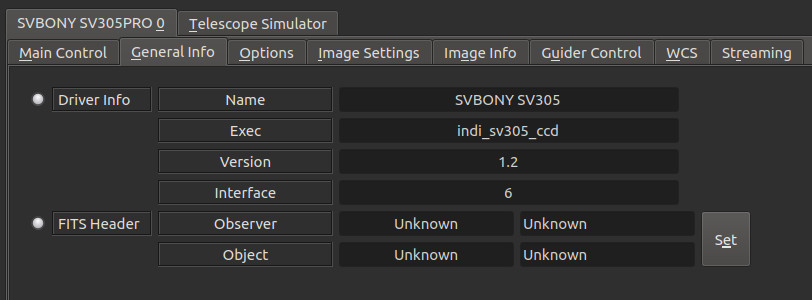 SVBONY SV305PRO 0 Telescope Simulator
Main Control General Info Options Image Settings Image Info Guider Control WCS Streaming
Driver Info Name SVBONY SV305
Exec indi_sv305_ccd
Version 1.2
Interface 6
FITS Header Observer Unknown Unknown
Set
Object Unknown Unknown